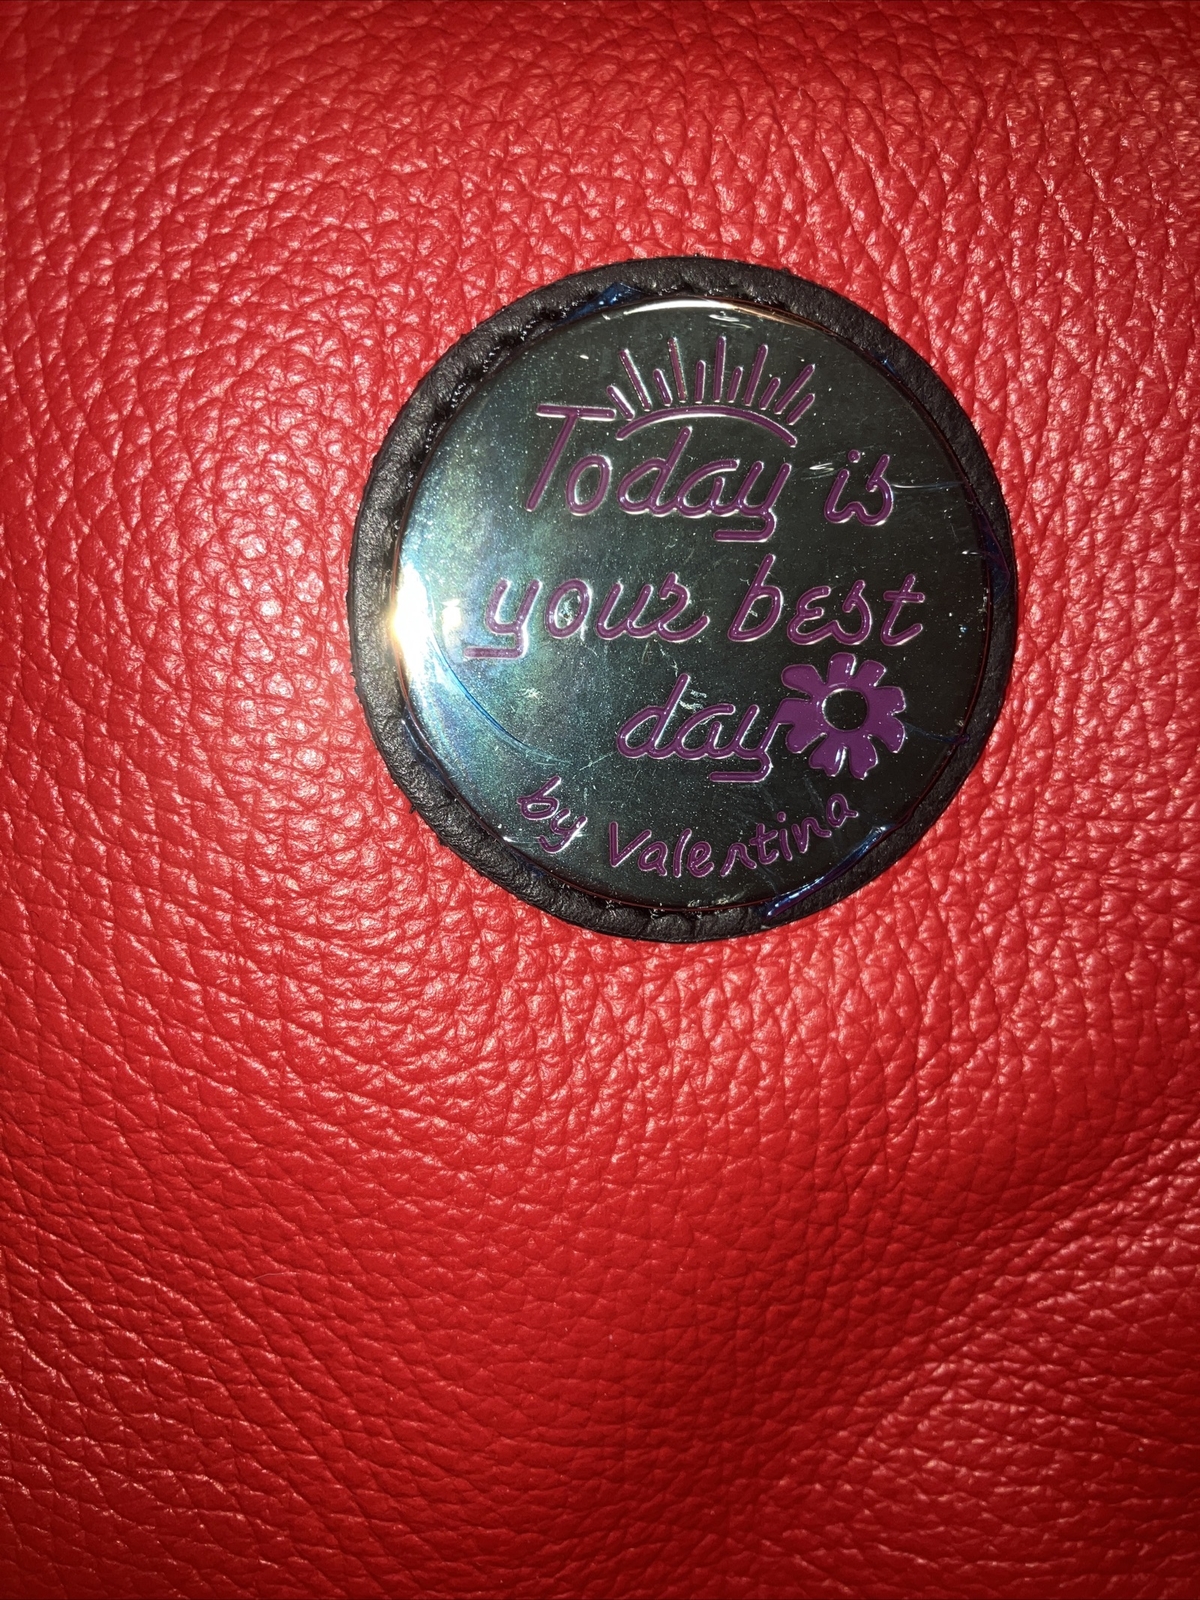 Today is
your best
day
by Valentina